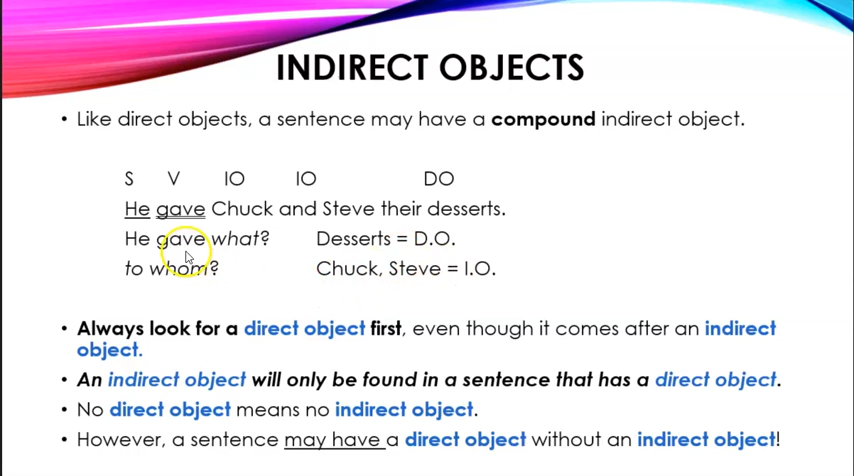 INDIRECT OBJECTS
• Like direct objects, a sentence may have a compound indirect object.
S V IO IO DO
He gave Chuck and Steve their desserts.
He gave what? Desserts = D.O.
to whom? Chuck, Steve = I.O.
• Always look for a direct object first, even though it comes after an indirect
object.
• An indirect object will only be found in a sentence that has a direct object.
• No direct object means no indirect object.
• However, a sentence may have a direct object without an indirect object!